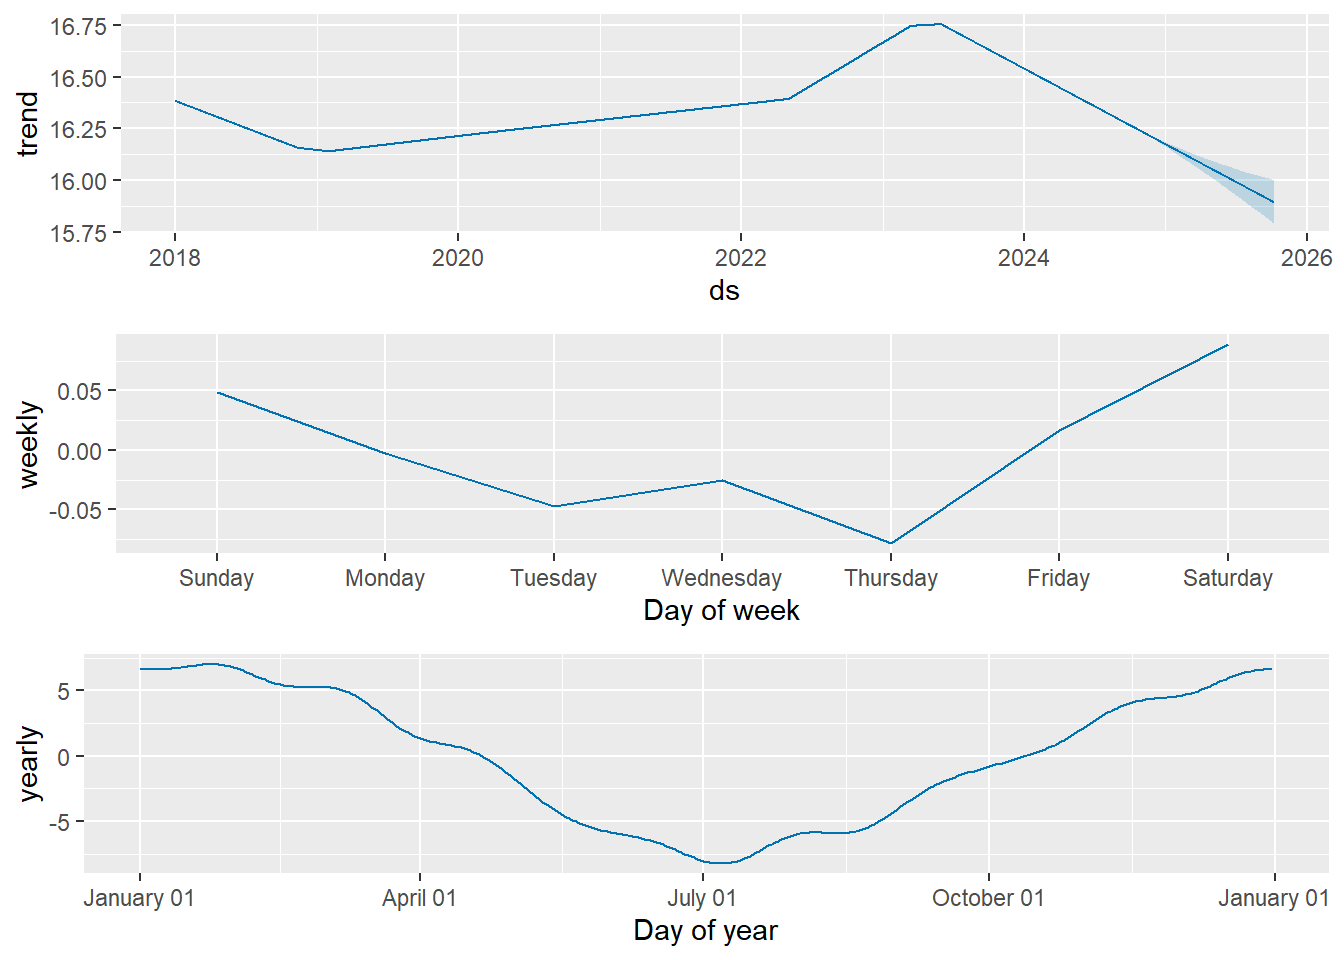 trend
16.75
16.50
16.25
16.00
15.75
2018 2020 2022 2024 2026
ds
weekly
0.05
0.00
-0.05
Sunday Monday Tuesday Wednesday Thursday Friday Saturday
Day of week
yearly
5
0
-5
January 01 April 01 July 01 October 01 January 01
Day of year